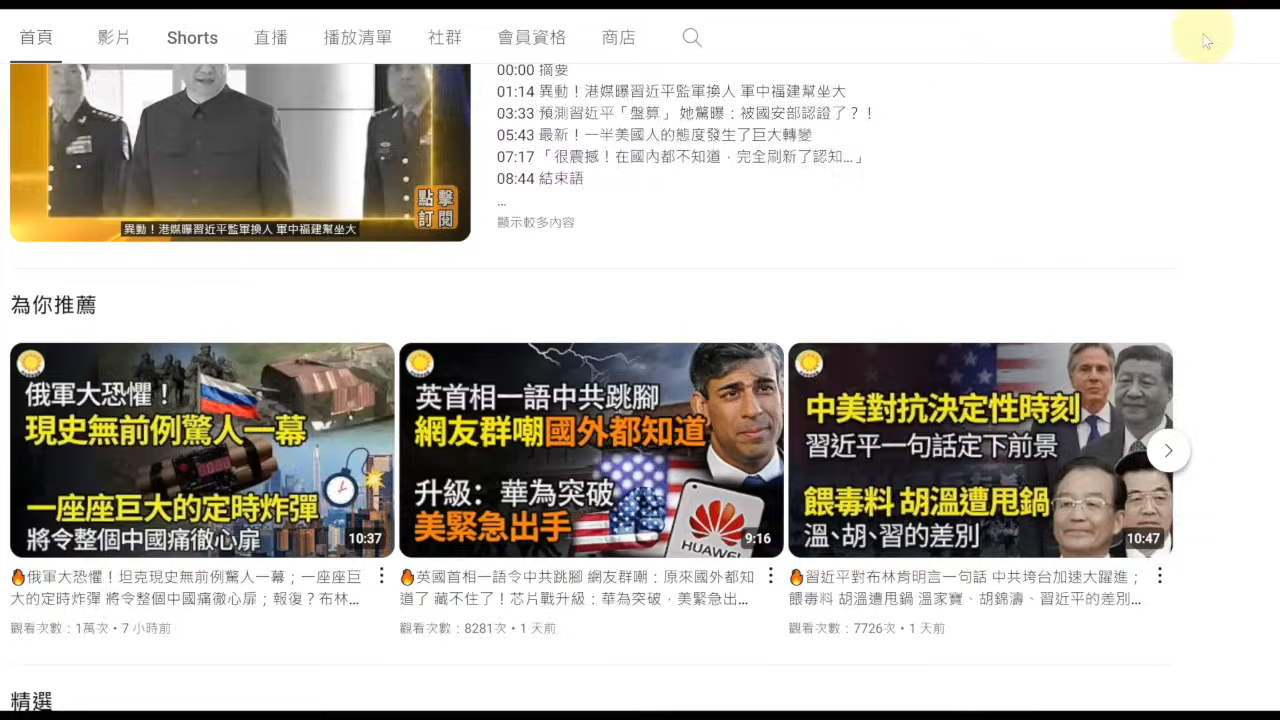 首頁 影片 Shorts 直播 播放清單 社群 會員資格 商店
00:00 摘要
01:14 異動！港媒曝習近平監軍換人 軍中福建幫坐大
03:33 預測習近平「盤算」 她驚曝：被國安部認證了？！
05:43 最新！一半美國人的態度發生了巨大轉變
07:17 「很震撼！在國內都不知道，完全刷新了認知...」
08:44 結束語
...
顯示較多內容
點擊
訂閱
異動！港媒曝習近平監軍換人 軍中福建幫坐大
為你推薦
俄軍大恐懼！
現史無前例驚人一幕
一座座巨大的定時炸彈
將令整個中國痛徹心扉
10:37
英首相一語中共跳腳
網友群嘲國外都知道
升級：華為突破
美緊急出手
HUAWEI
9:16
中美對抗決定性時刻
習近平一句話定下前景
餵毒料 胡溫遭甩鍋
溫、胡、習的差別
10:47
🔥俄軍大恐懼！坦克現史無前例驚人一幕；一座座巨
大的定時炸彈 將令整個中國痛徹心扉；報復？布林...
觀看次數：1萬次・7 小時前
🔥英國首相一語令中共跳腳 網友群嘲：原來國外都知
道了 藏不住了！芯片戰升級：華為突破，美緊急出...
觀看次數：8281次・1 天前
🔥習近平對布林肯明言一句話 中共垮台加速大躍進；
餵毒料 胡溫遭甩鍋 溫家寶、胡錦濤、習近平的差別...
觀看次數：7726次・1 天前
精選